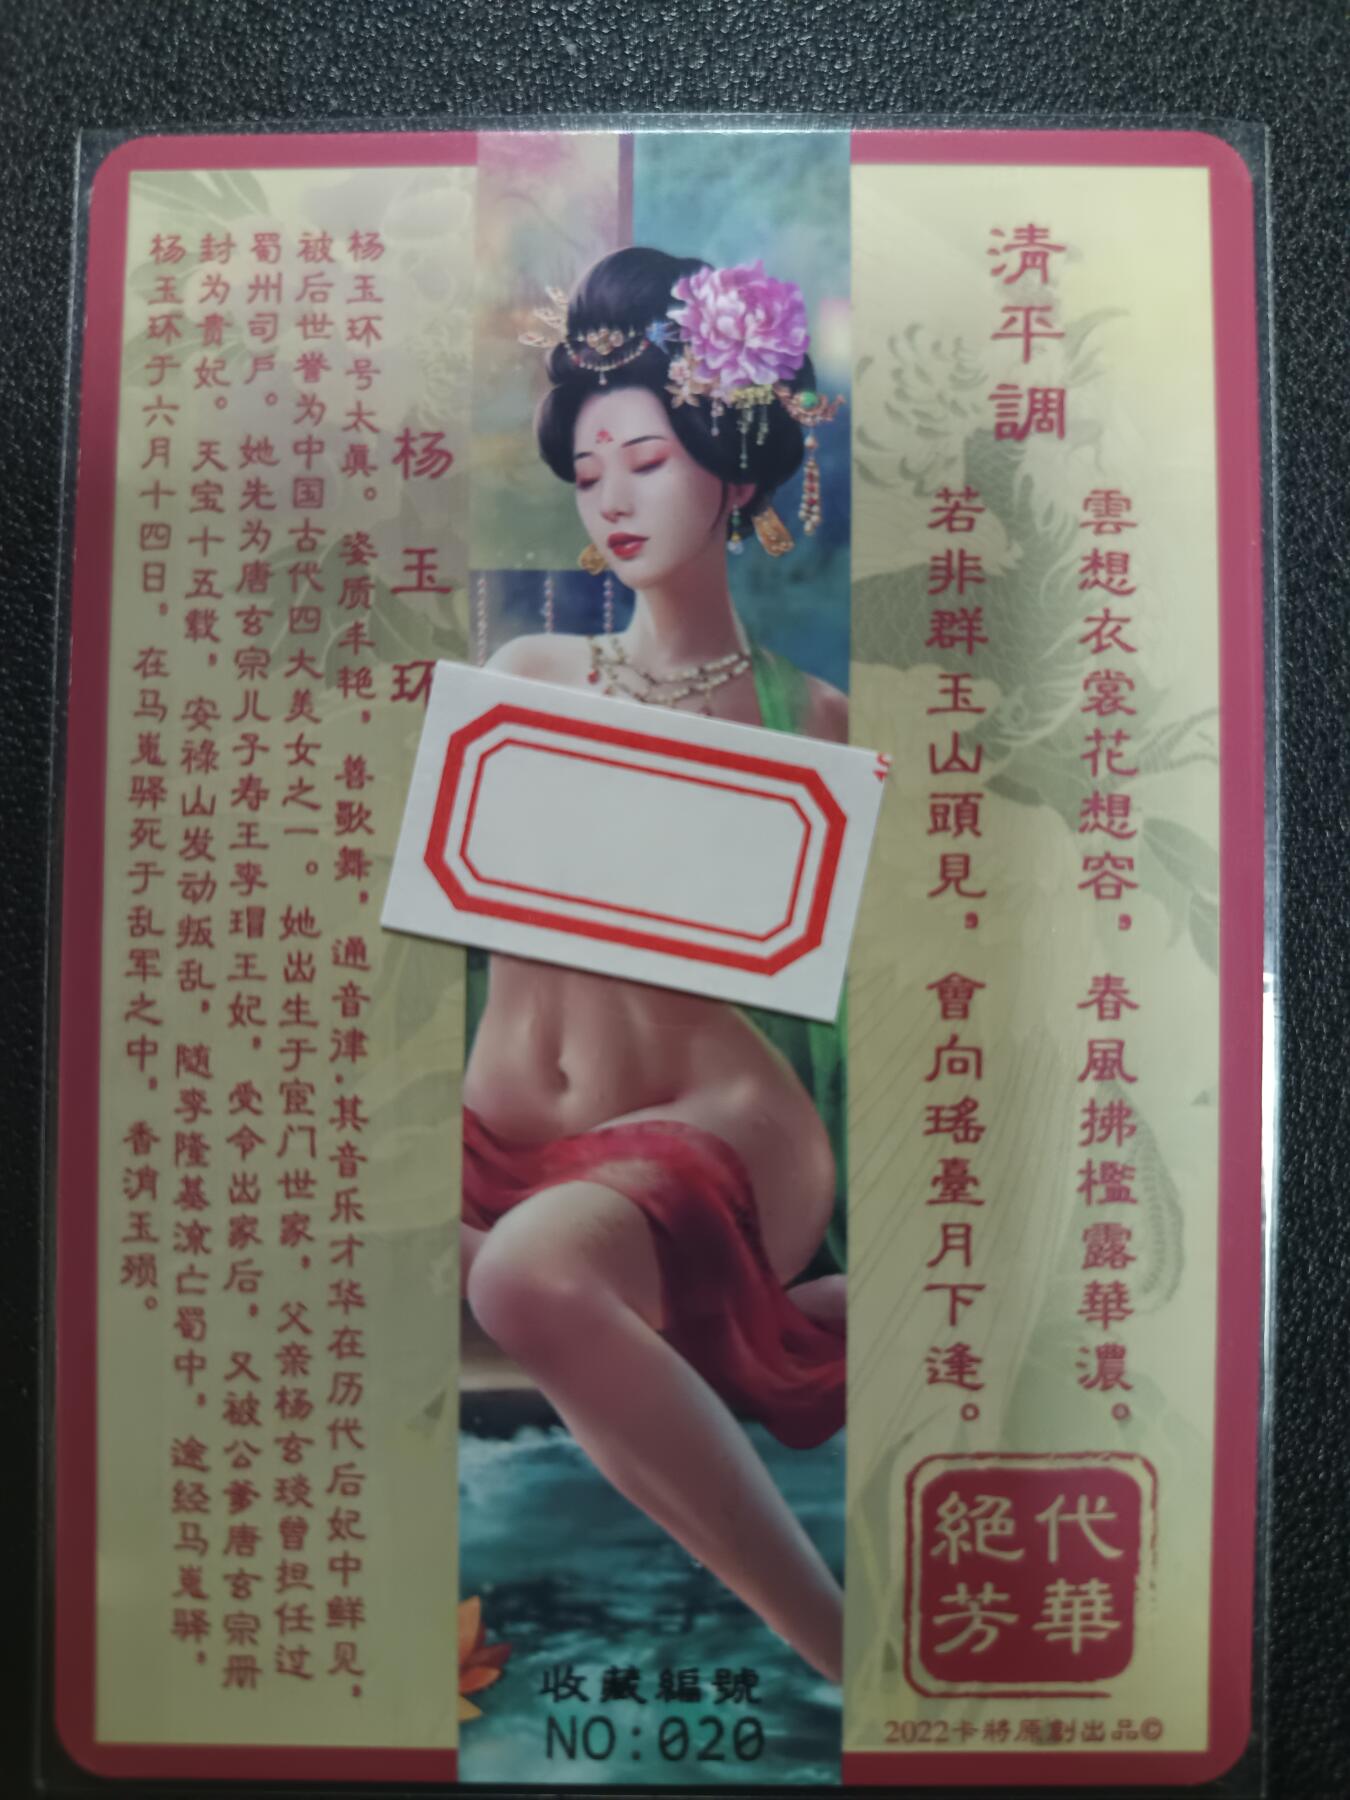 清平調
雲想衣裳花想容，春風拂檻露華濃。
若非群玉山頭見，會向瑤臺月下逢。
絕代
芳華
2022卡將原創出品©
杨玉环
杨玉环号太真。姿质丰艳，善歌舞，通音津.其音乐才华在历代后妃中鲜见，
被后世誉为中国古代四大美女之一。她出生于宦门世家，父亲杨玄琰曾担任过
蜀州司戶。她先为唐玄宗儿子寿王李瑁王妃，受令出家后，又被公爹唐玄宗册
封为贵妃。天宝十五载，安祿山发动叛乱，随李隆基流亡蜀中，途经马嵬驿，
杨玉环于六月十四日，在马嵬驿死于乱军之中，香消玉殒。
收藏編號
NO:020